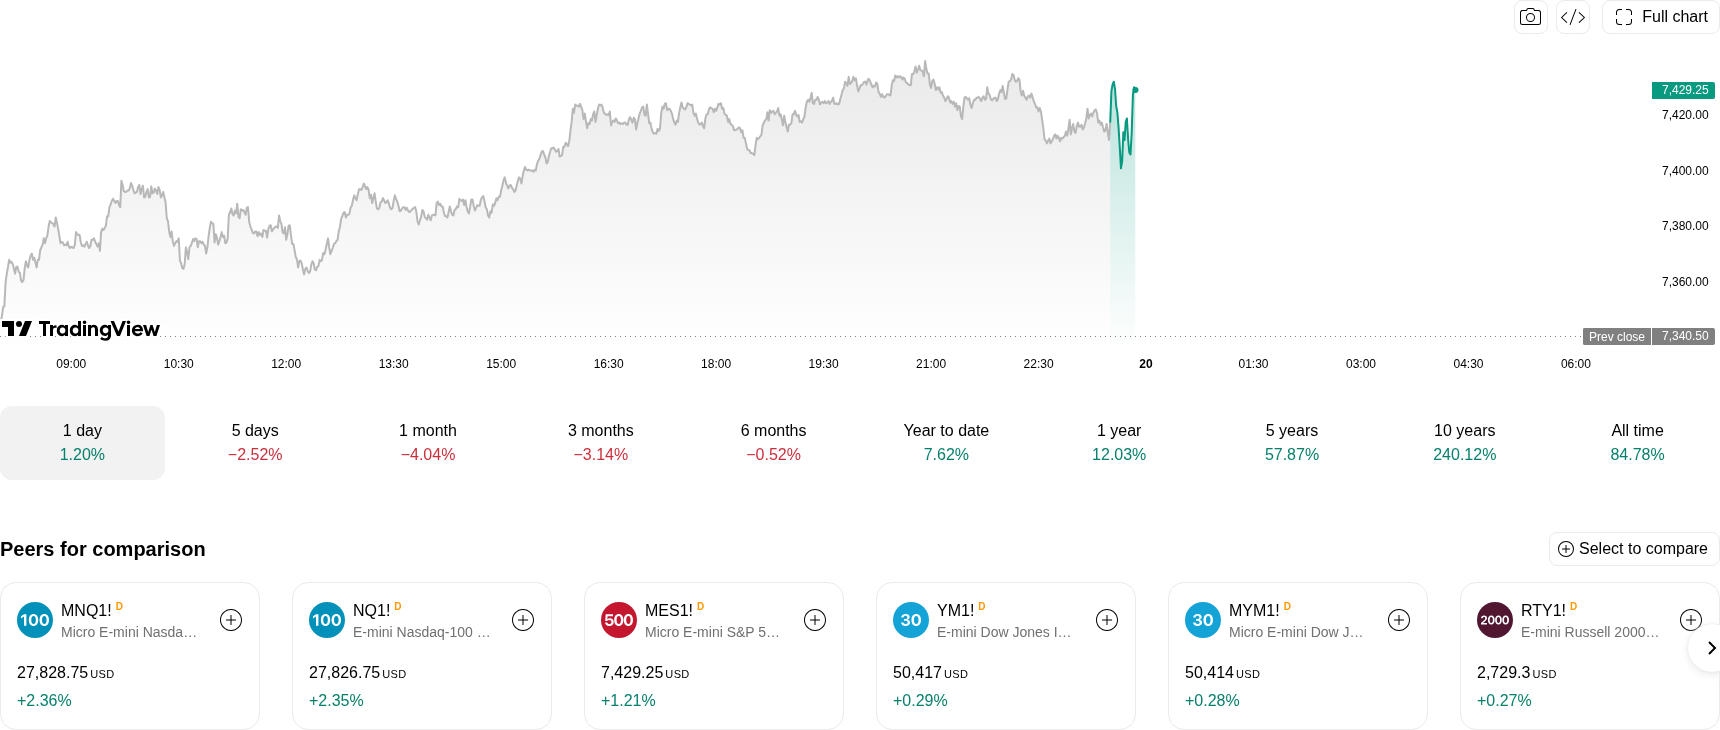 Full chart
7,429.25
7,420.00
7,400.00
7,380.00
7,360.00
TradingView
Prev close 7,340.50
09:00 10:30 12:00 13:30 15:00 16:30 18:00 19:30 21:00 22:30 20 01:30 03:00 04:30 06:00
1 day 5 days 1 month 3 months 6 months Year to date 1 year 5 years 10 years All time
1.20% −2.52% −4.04% −3.14% −0.52% 7.62% 12.03% 57.87% 240.12% 84.78%
Peers for comparison
Select to compare
100 MNQ1! D
Micro E-mini Nasda…
27,828.75 USD
+2.36%
100 NQ1! D
E-mini Nasdaq-100 …
27,826.75 USD
+2.35%
500 MES1! D
Micro E-mini S&P 5…
7,429.25 USD
+1.21%
30 YM1! D
E-mini Dow Jones I…
50,417 USD
+0.29%
30 MYM1! D
Micro E-mini Dow J…
50,414 USD
+0.28%
2000 RTY1! D
E-mini Russell 2000…
2,729.3 USD
+0.27%